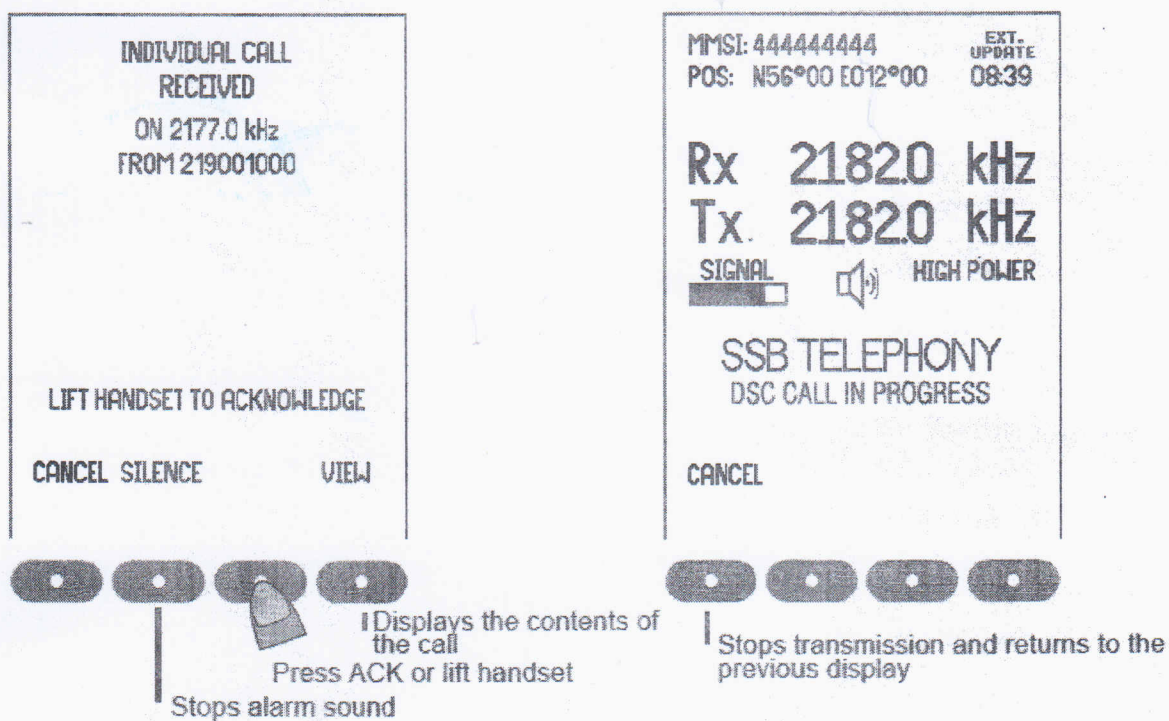 INDIVIDUAL CALL
RECEIVED
ON 2177.0 kHz
FROM 219001000
LIFT HANDSET TO ACKNOWLEDGE
CANCEL SILENCE VIEW
Displays the contents of
the call
Press ACK or lift handset
Stops alarm sound
MMSI: 444444444
EXT.
UPDATE
POS: N56°00 E012°00 08:39
Rx 2182.0 kHz
Tx. 2182.0 kHz
SIGNAL HIGH POWER
SSB TELEPHONY
DSC CALL IN PROGRESS
CANCEL
Stops transmission and returns to the
previous display